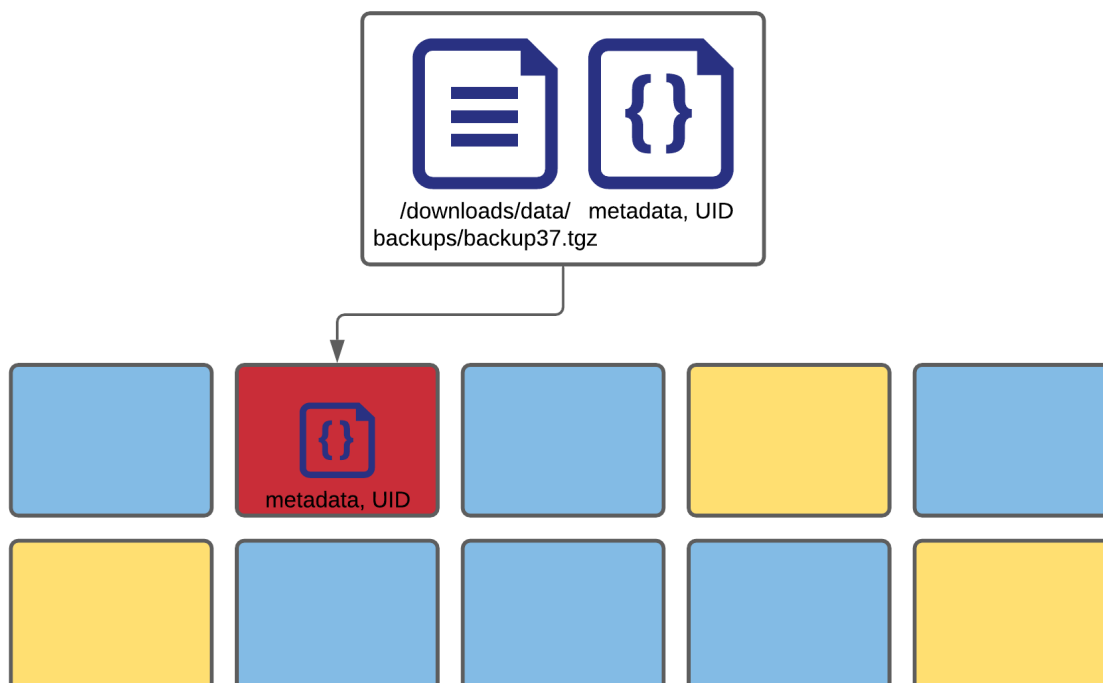 /downloads/data/
backups/backup37.tgz
metadata, UID
{}
metadata, UID
{}